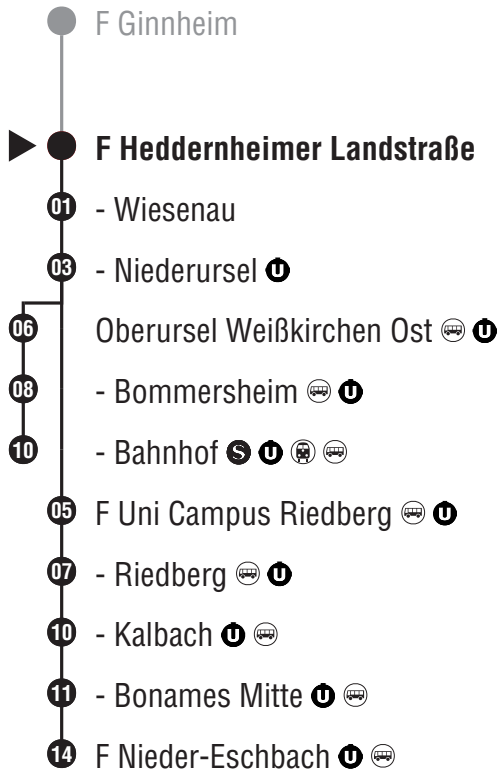 F Ginnheim
F Heddernheimer Landstraße
01 - Wiesenau
03 - Niederursel U
06 Oberursel Weißkirchen Ost U
08 - Bommersheim U
10 - Bahnhof S U
05 F Uni Campus Riedberg U
07 - Riedberg U
10 - Kalbach U
11 - Bonames Mitte U
14 F Nieder-Eschbach U